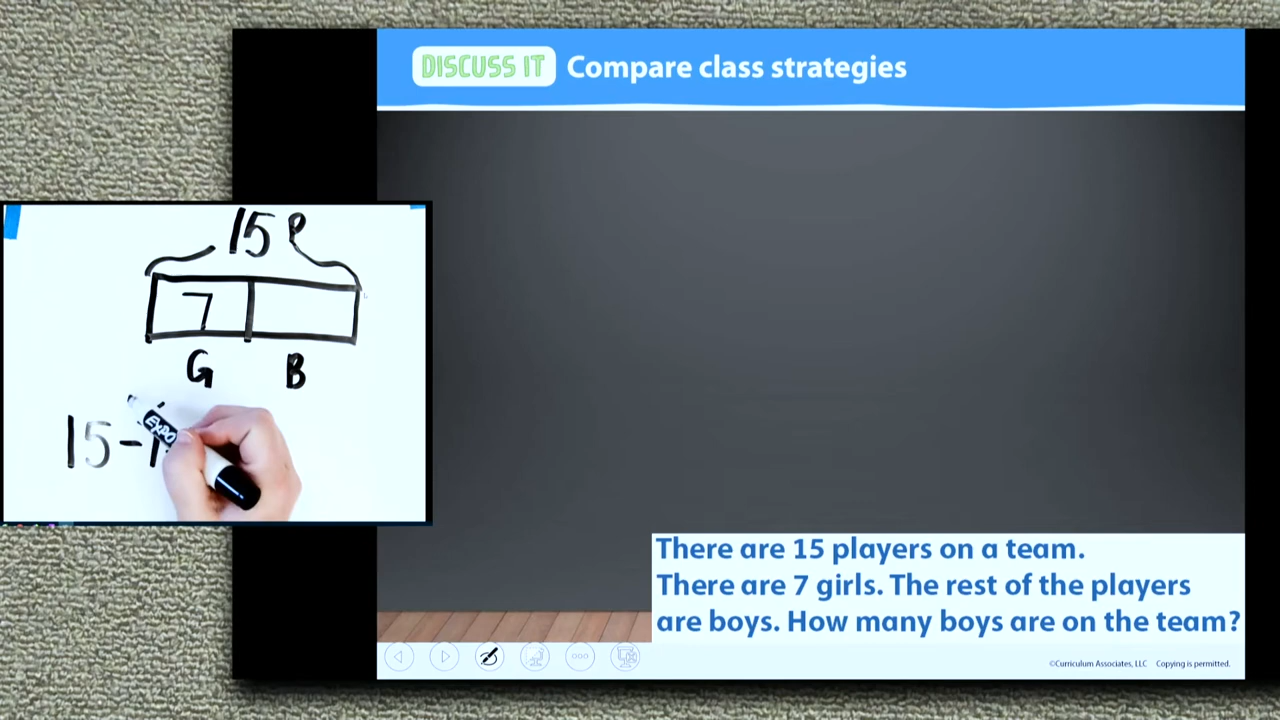 DISCUSS IT Compare class strategies
15 P
7
G B
EXPO
15-7
There are 15 players on a team.
There are 7 girls. The rest of the players
are boys. How many boys are on the team?
©Curriculum Associates, LLC Copying is permitted.